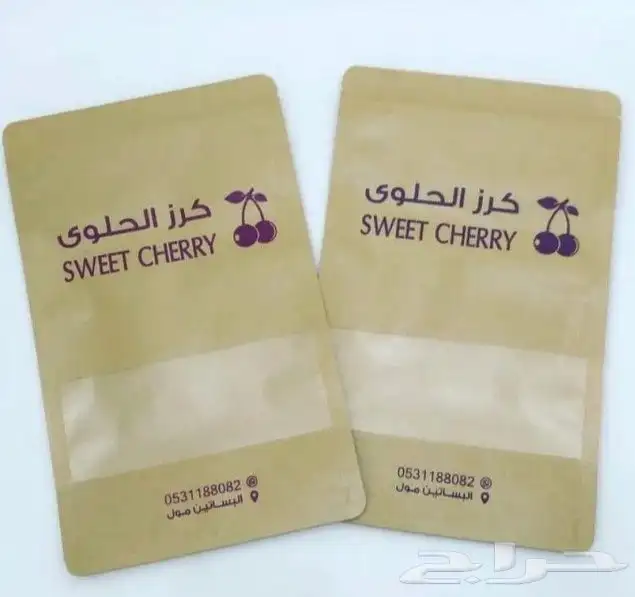 كرز الحلوى
SWEET CHERRY
0531188082
البساتين مول
كرز الحلوى
SWEET CHERRY
0531188082
البساتين مول
حراج